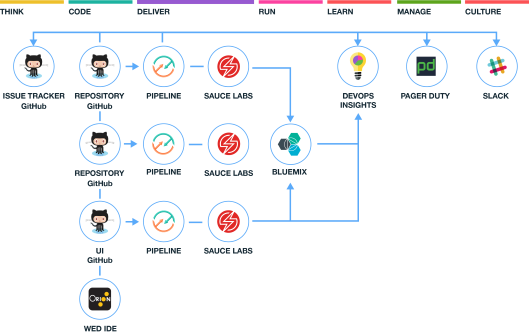 THINK CODE DELIVER RUN LEARN MANAGE CULTURE
ISSUE TRACKER
GitHub
REPOSITORY
GitHub
PIPELINE
SAUCE LABS
DEVOPS
INSIGHTS
pd
PAGER DUTY
SLACK
REPOSITORY
GitHub
PIPELINE
SAUCE LABS
BLUEMIX
UI
GitHub
PIPELINE
SAUCE LABS
ORION
WED IDE